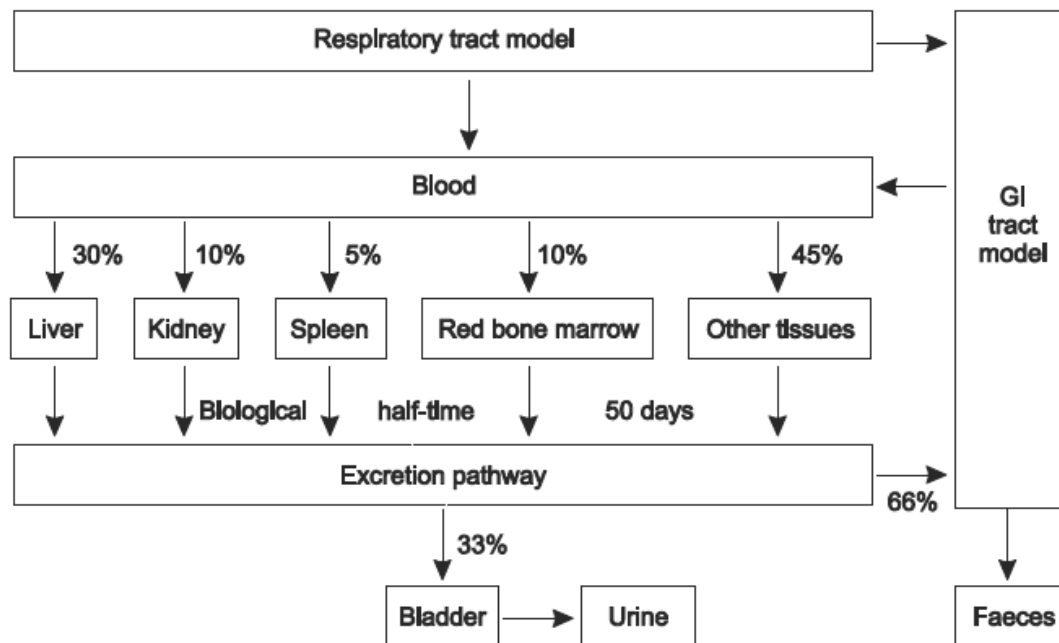 Respiratory tract model
Blood
GI
tract
model
30%
10%
5%
10%
45%
Liver
Kidney
Spleen
Red bone marrow
Other tissues
Biological
half-time
50 days
Excretion pathway
66%
33%
Bladder
Urine
Faeces